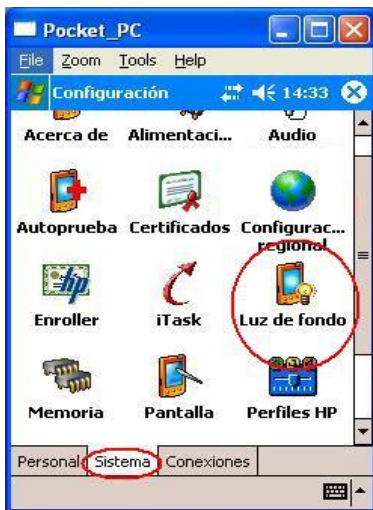 Pocket_PC
File Zoom Tools Help
Configuración 14:33
Acerca de Alimentaci... Audio
Autoprueba Certificados Configurac... regional
hp
Enroller iTask Luz de fondo
Memoria Pantalla Perfiles HP
Personal Sistema Conexiones